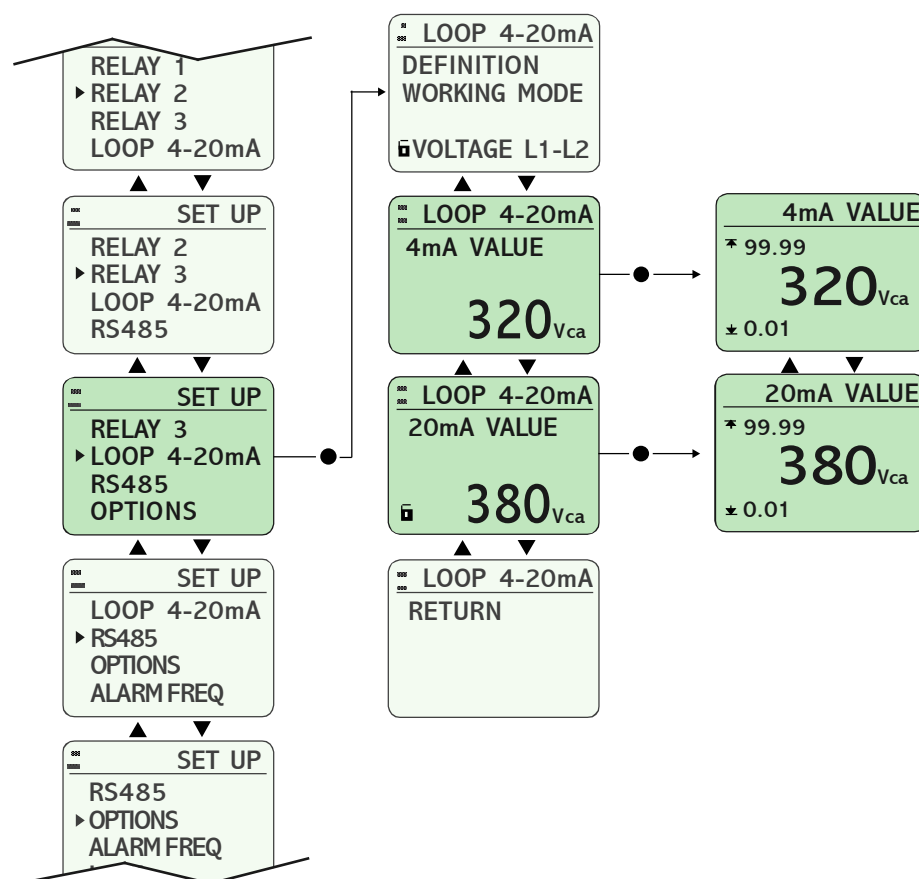 RELAY 1
RELAY 2
RELAY 3
LOOP 4-20mA
SET UP
RELAY 2
RELAY 3
LOOP 4-20mA
RS485
SET UP
RELAY 3
LOOP 4-20mA
RS485
OPTIONS
SET UP
LOOP 4-20mA
RS485
OPTIONS
ALARM FREQ
SET UP
RS485
OPTIONS
ALARM FREQ
LOOP 4-20mA
DEFINITION
WORKING MODE
VOLTAGE L1-L2
LOOP 4-20mA
4mA VALUE
320Vca
LOOP 4-20mA
20mA VALUE
380Vca
LOOP 4-20mA
RETURN
4mA VALUE
99.99
320Vca
0.01
20mA VALUE
99.99
380Vca
0.01